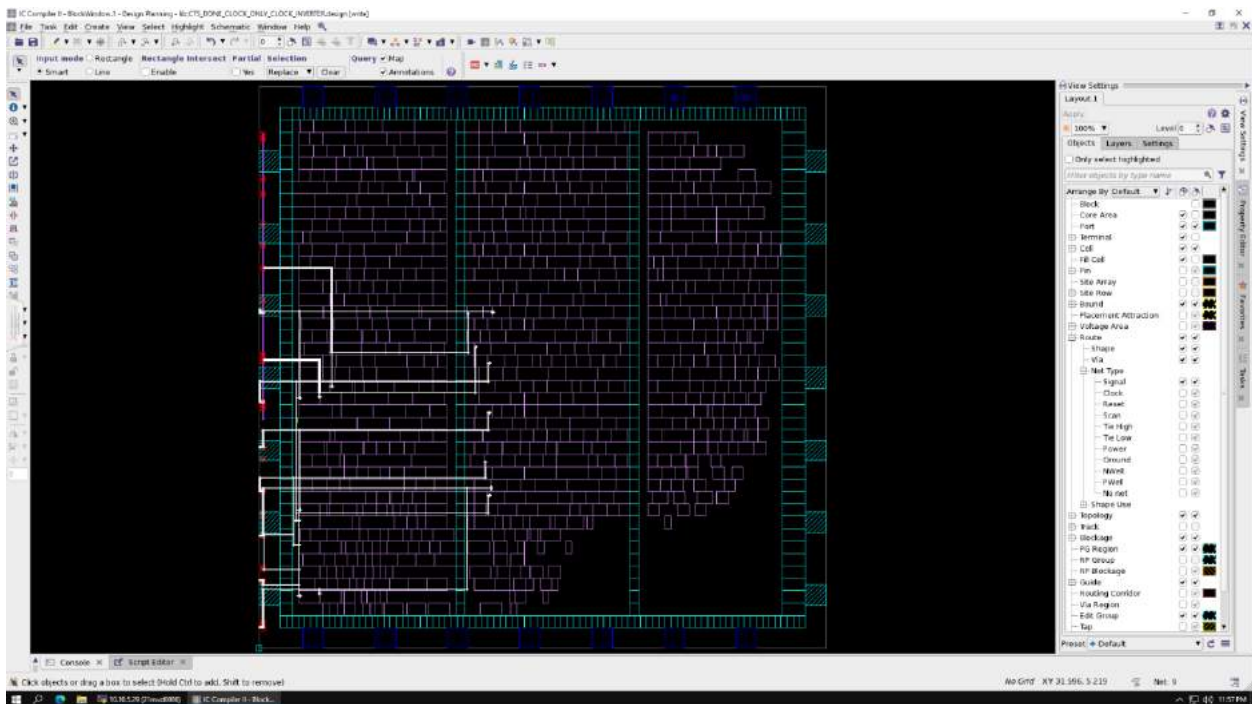 IC Compiler II - BlockWindow.1 - Design Planning - lib:CTS_DONE_CLOCK_ONLY_CLOCK_INVERTER.design [write]
File Task Edit Create View Select Highlight Schematic Window Help
Input mode Rectangle Rectangle Intersect Partial Selection Query Map
Smart Line Enable Yes Replace Clear Annotations
View Settings
Layout.1
Apply
100% Level 0
Objects Layers Settings
Only select highlighted
Filter objects by type name
Arrange By Default
Block
Core Area
Port
Terminal
Cell
Fill Cell
Pin
Site Array
Site Row
Bound
Placement Attraction
Voltage Area
Route
Shape
Via
Net Type
Signal
Clock
Reset
Scan
Tie High
Tie Low
Power
Ground
NWell
PWell
No net
Shape Use
Topology
Track
Blockage
PG Region
RP Group
RP Blockage
Guide
Routing Corridor
Via Region
Edit Group
Tap
Preset Default
View Settings
Property Editor
Favorites
Tasks
Console
Script Editor
Click objects or drag a box to select (Hold Ctrl to add, Shift to remove)
No Grid XY 31.596, 5.219 Net: 9
IC Compiler II - Block...
11:57 PM